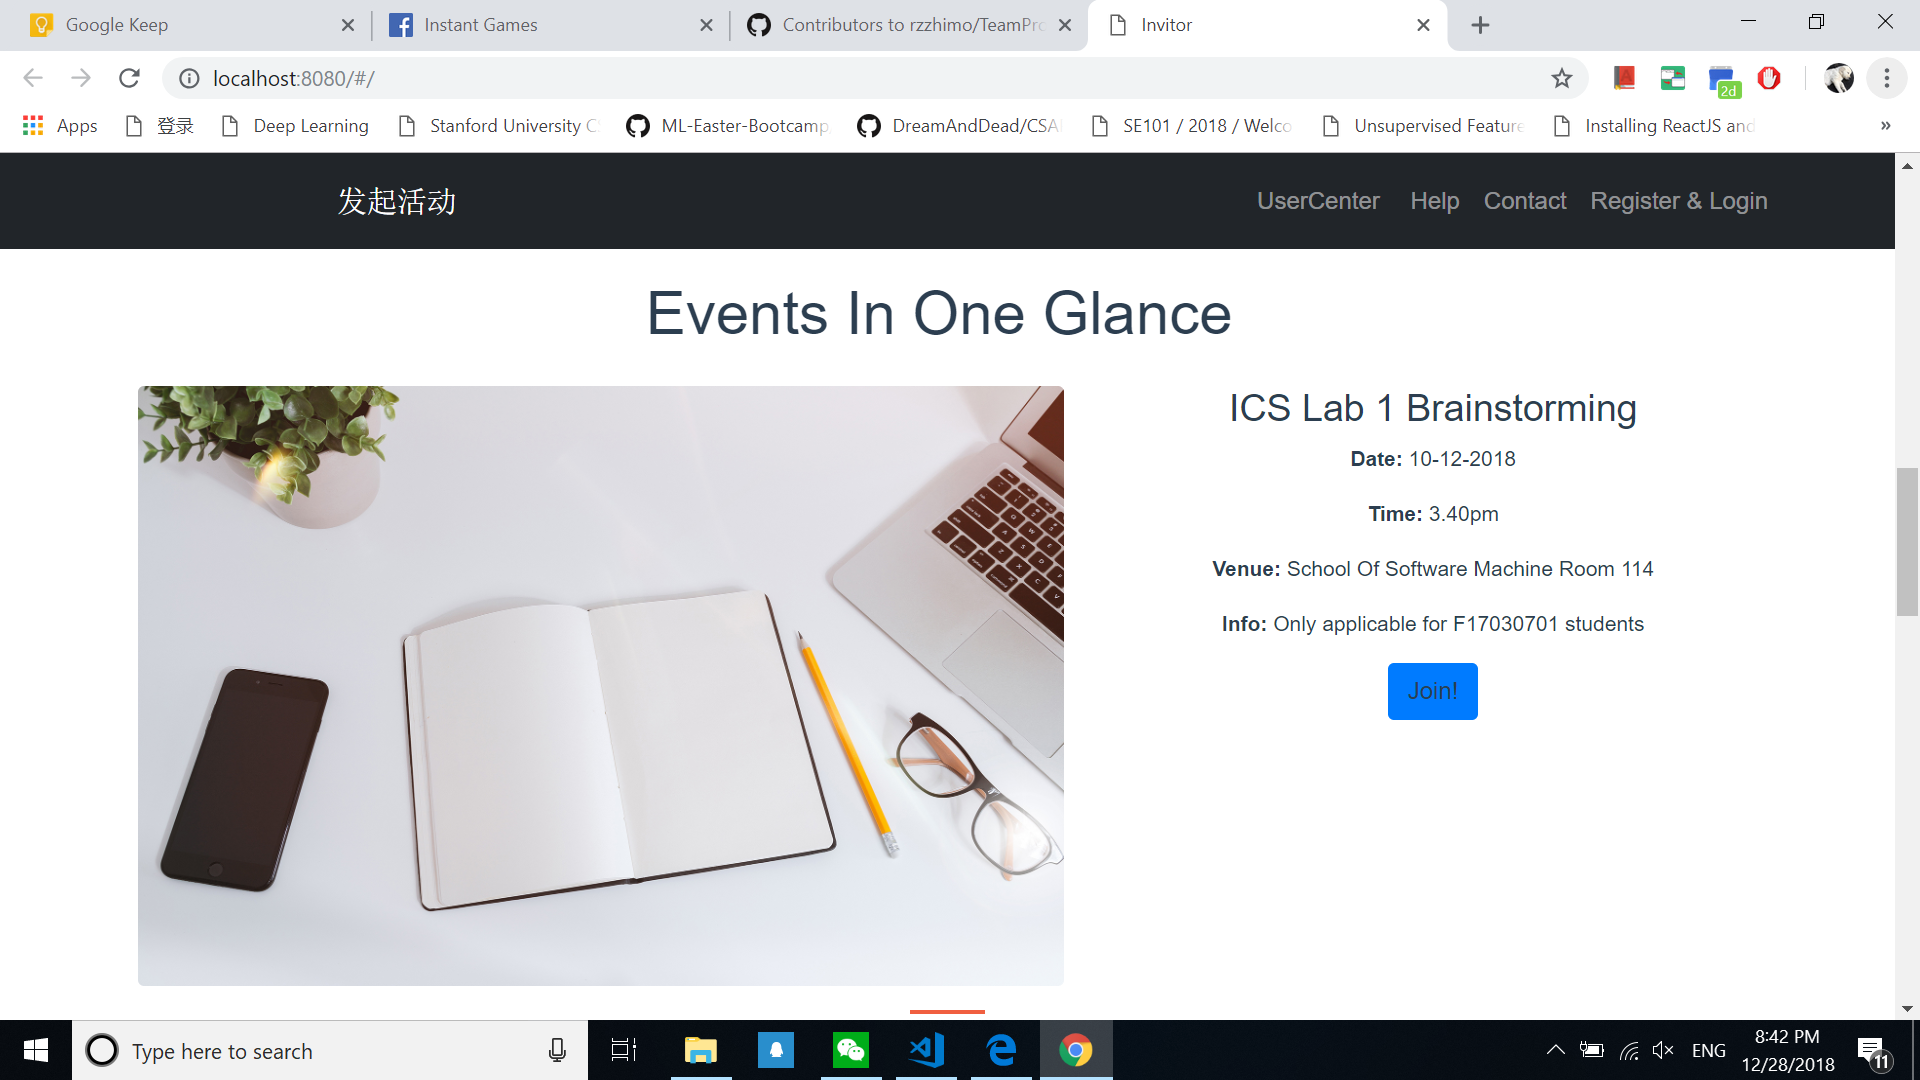 Google Keep
Instant Games
Contributors to rzzhimo/TeamPro
Invitor
localhost:8080/#/
2d
Apps
登录
Deep Learning
Stanford University C
ML-Easter-Bootcamp
DreamAndDead/CSA
SE101 / 2018 / Welco
Unsupervised Feature
Installing ReactJS and
»
发起活动
UserCenter
Help
Contact
Register & Login
Events In One Glance
ICS Lab 1 Brainstorming
Date: 10-12-2018
Time: 3.40pm
Venue: School Of Software Machine Room 114
Info: Only applicable for F17030701 students
Join!
Type here to search
ENG
8:42 PM
12/28/2018
11